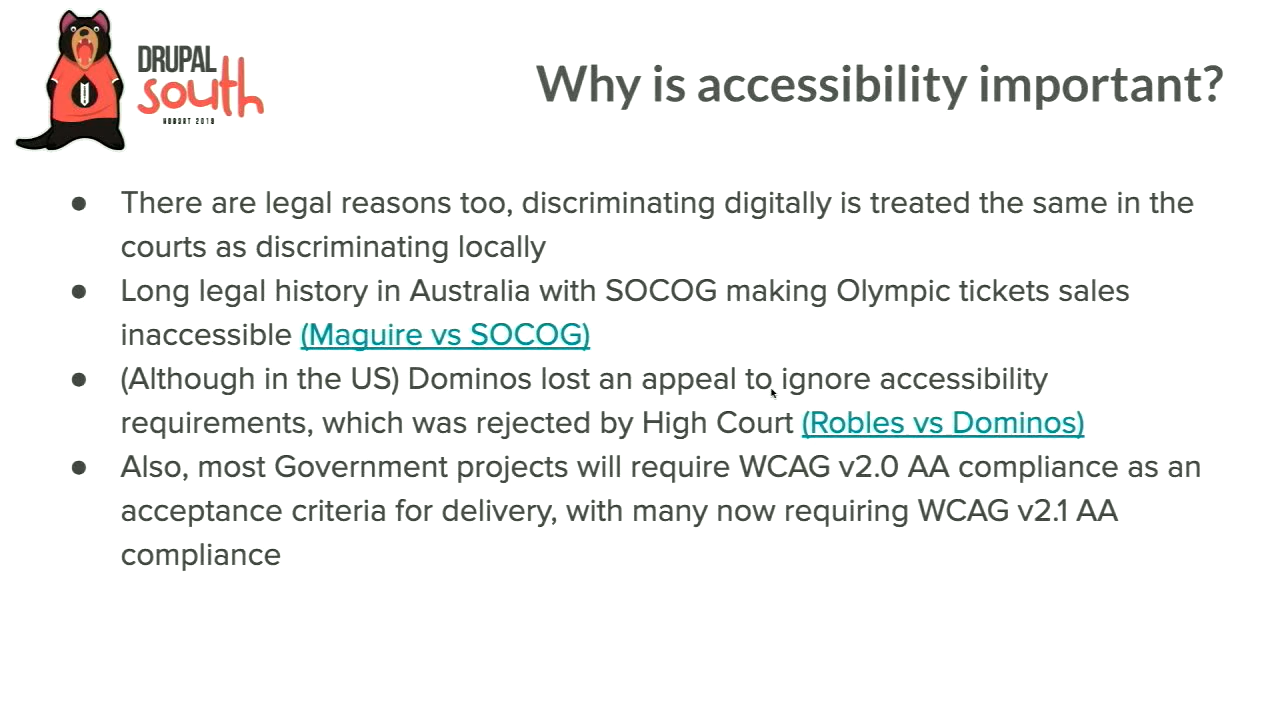 DRUPAL
south
HOBART 2019
Why is accessibility important?
● There are legal reasons too, discriminating digitally is treated the same in the
courts as discriminating locally
● Long legal history in Australia with SOCOG making Olympic tickets sales
inaccessible (Maguire vs SOCOG)
● (Although in the US) Dominos lost an appeal to ignore accessibility
requirements, which was rejected by High Court (Robles vs Dominos)
● Also, most Government projects will require WCAG v2.0 AA compliance as an
acceptance criteria for delivery, with many now requiring WCAG v2.1 AA
compliance